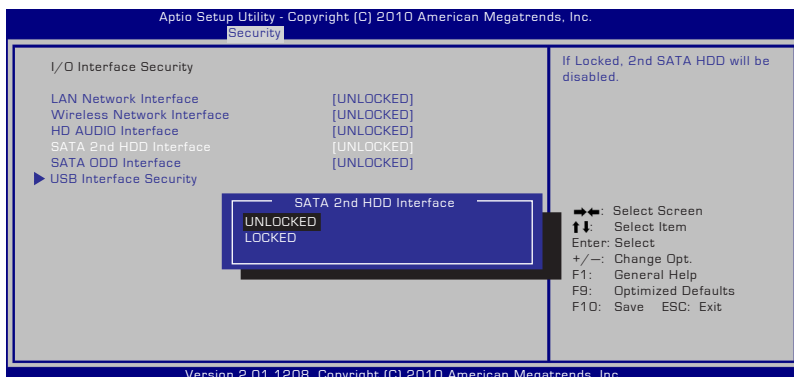 Aptio Setup Utility - Copyright (C) 2010 American Megatrends, Inc.
Security
I/O Interface Security
LAN Network Interface [UNLOCKED]
Wireless Network Interface [UNLOCKED]
HD AUDIO Interface [UNLOCKED]
SATA 2nd HDD Interface [UNLOCKED]
SATA ODD Interface [UNLOCKED]
USB Interface Security
SATA 2nd HDD Interface
UNLOCKED
LOCKED
If Locked, 2nd SATA HDD will be
disabled.
→←: Select Screen
↑↓: Select Item
Enter: Select
+/—: Change Opt.
F1: General Help
F9: Optimized Defaults
F10: Save ESC: Exit
Version 2.01.1208. Copyright (C) 2010 American Megatrends, Inc.